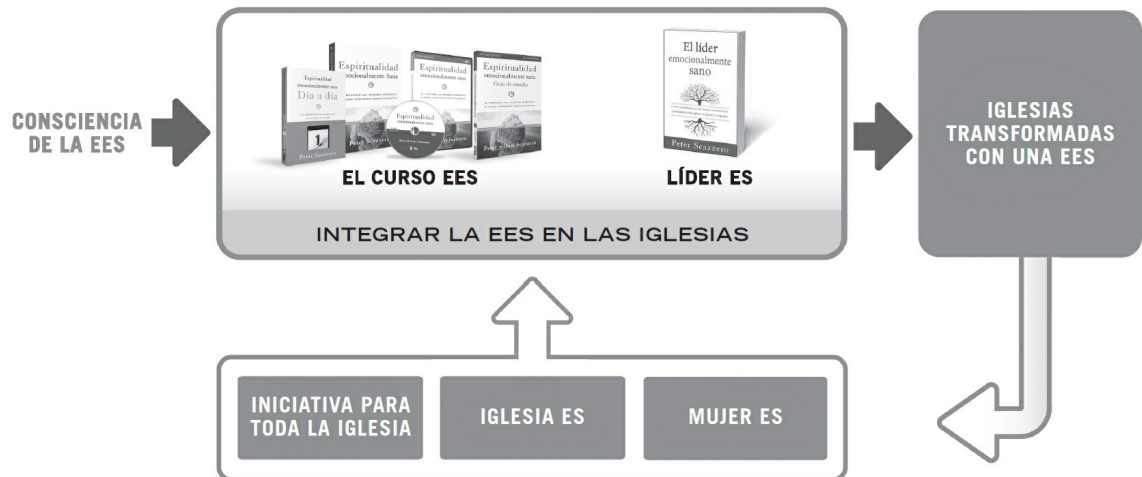 CONSCIENCIA
DE LA EES
Espiritualidad
emocionalmente sana
Día a día
Peter Scazzero
Espiritualidad
emocionalmente Sana
Espiritualidad
Espiritualidad
emocionalmente sana
Espiritualidad
emocionalmente sana
Guía de estudio
El líder
emocionalmente
sano
Peter Scazzero
EL CURSO EES
LÍDER ES
INTEGRAR LA EES EN LAS IGLESIAS
IGLESIAS
TRANSFORMADAS
CON UNA EES
INICIATIVA PARA
TODA LA IGLESIA
IGLESIA ES
MUJER ES